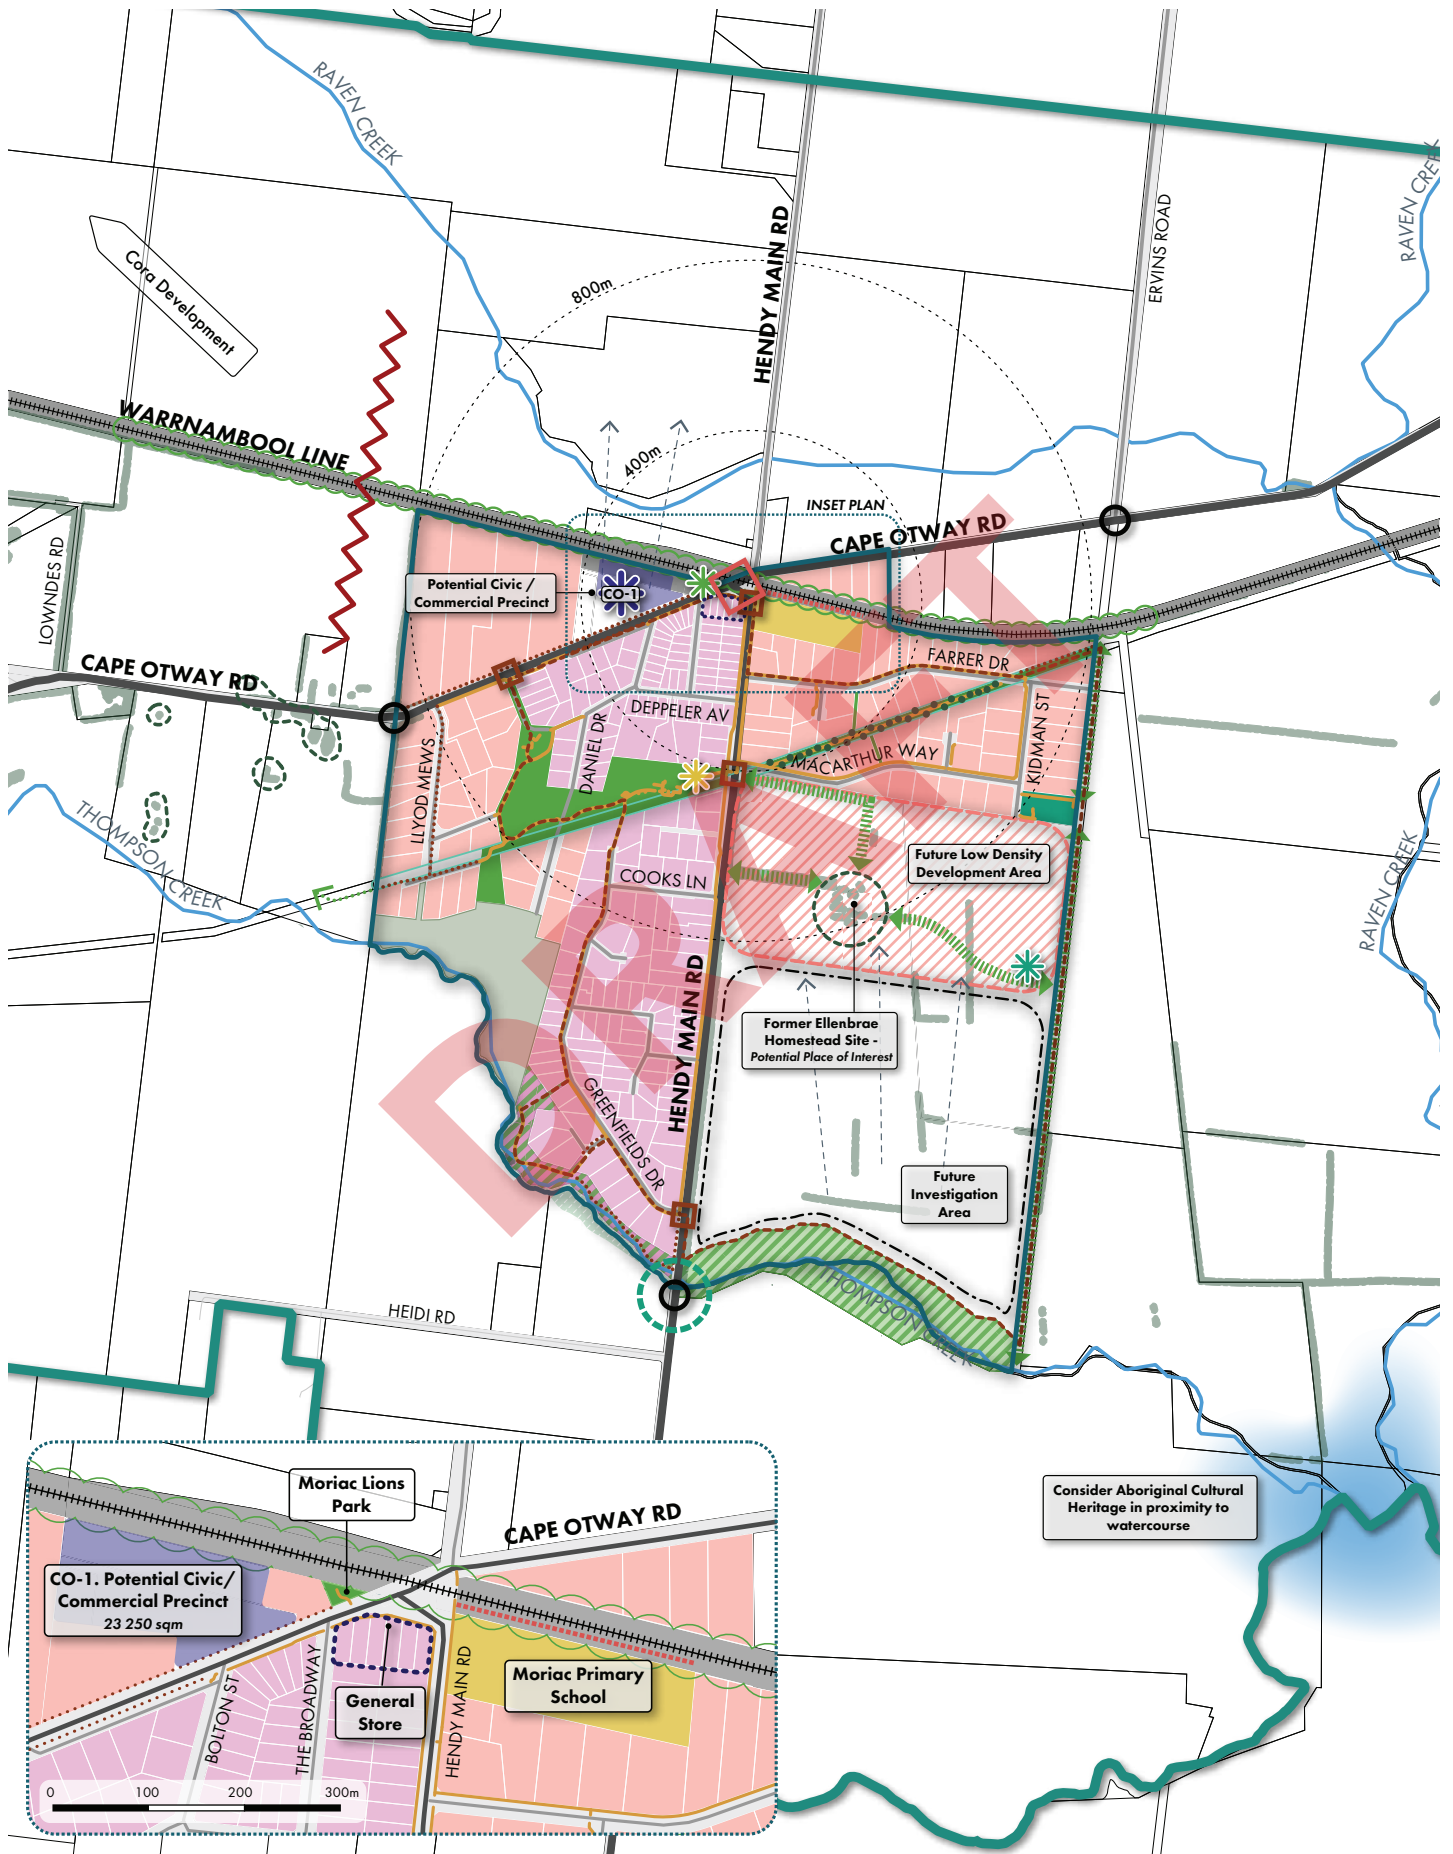 RAVEN CREEK
RAVEN CREEK
Cora Development
800m
HENDY MAIN RD
ERVINS ROAD
WARRNAMBOOL LINE
400m
INSET PLAN
CAPE OTWAY RD
LOWNDES RD
Potential Civic /
Commercial Precinct
CO-1
FARRER DR
CAPE OTWAY RD
DEPPELER AV
DANIEL DR
LLYOD MEWS
MACARTHUR WAY
KIDMAN ST
THOMPSON CREEK
COOKS LN
Future Low Density
Development Area
RAVEN CREEK
HENDY MAIN RD
Former Ellenbrae
Homestead Site -
Potential Place of Interest
GREENFIELDS DR
Future
Investigation
Area
THOMPSON CREEK
HEIDI RD
DRAFT
Consider Aboriginal Cultural
Heritage in proximity to
watercourse
Moriac Lions
Park
CAPE OTWAY RD
CO-1. Potential Civic/
Commercial Precinct
23 250 sqm
Moriac Primary
School
General
Store
BOLTON ST
THE BROADWAY
HENDY MAIN RD
0 100 200 300m